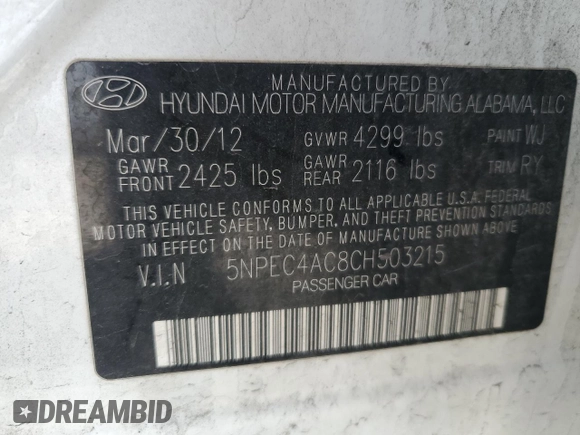 MANUFACTURED BY
HYUNDAI MOTOR MANUFACTURING ALABAMA, LLC
Mar/30/12 GVWR 4299 lbs PAINT WJ
GAWR FRONT 2425 lbs GAWR REAR 2116 lbs TRIM RY
THIS VEHICLE CONFORMS TO ALL APPLICABLE U.S.A. FEDERAL
MOTOR VEHICLE SAFETY, BUMPER, AND THEFT PREVENTION STANDARDS
IN EFFECT ON THE DATE OF MANUFACTURE SHOWN ABOVE.
V.I.N 5NPEC4AC8CH503215
PASSENGER CAR
DREAMBID